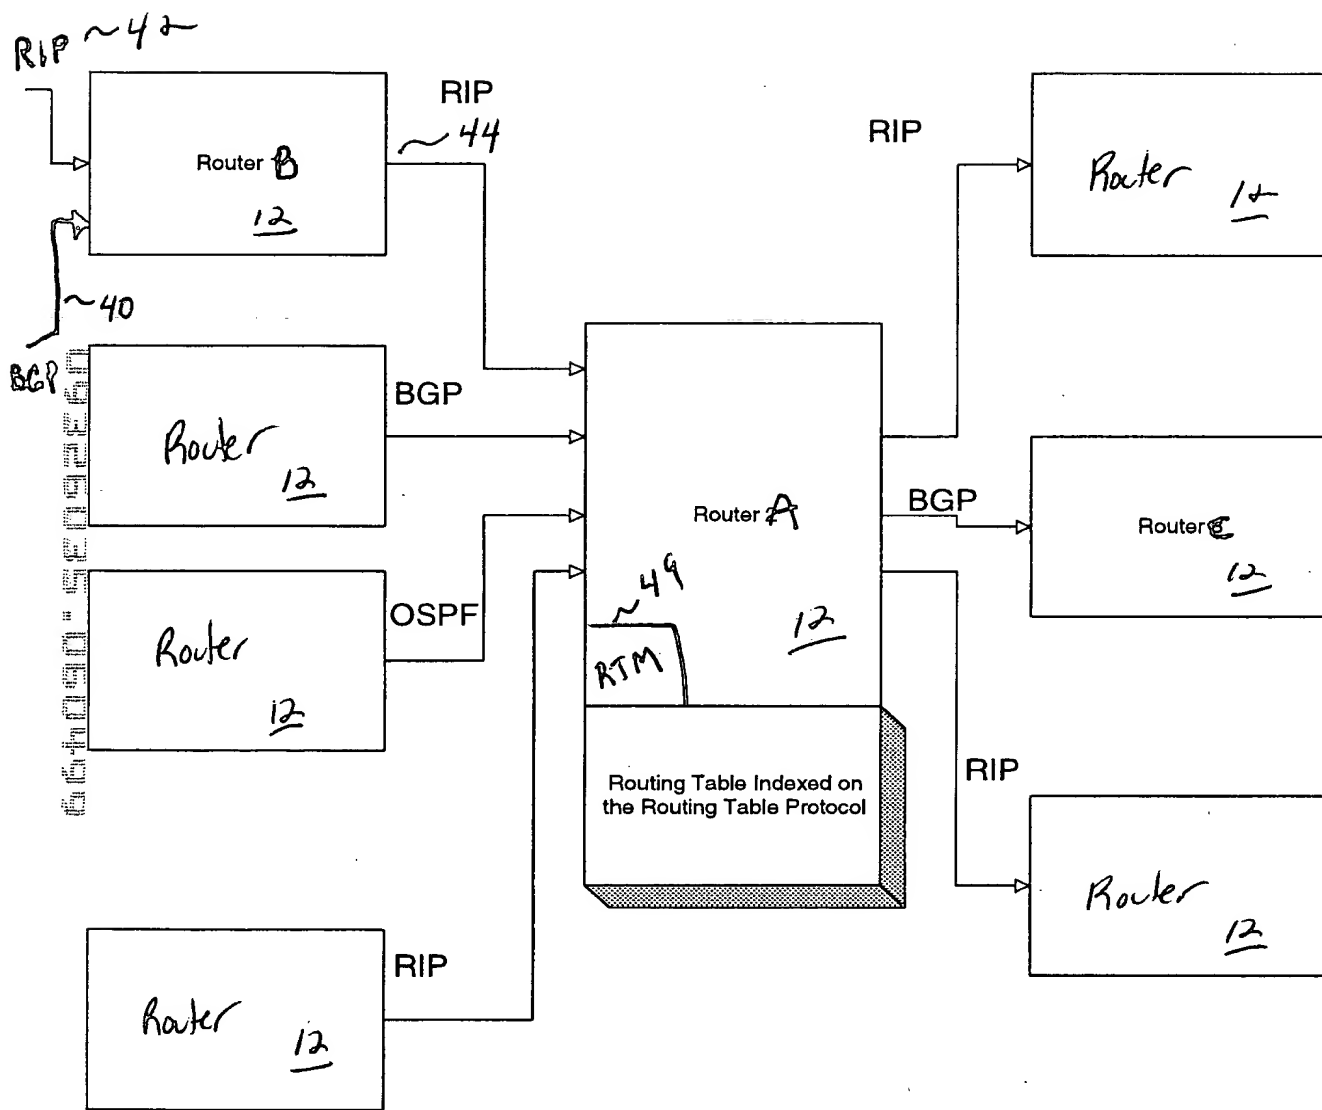 RIP ~42
RIP
~44
Router B
12
~40
BGP
BGP
Router
12
OSPF
Router
12
RIP
Router
12
Router A
~49
12
RTM
Routing Table Indexed on
the Routing Table Protocol
RIP
Router
12
BGP
Router C
12
RIP
Router
12